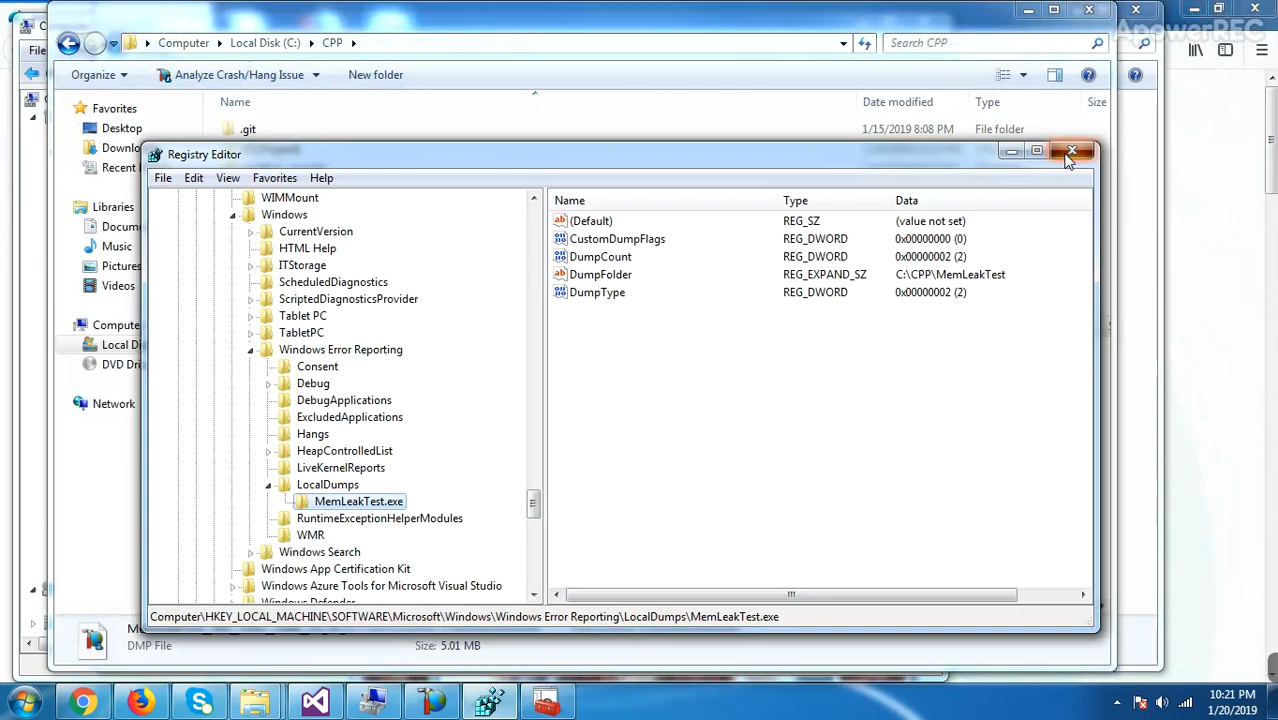 ApowerREC
Computer
Local Disk (C:)
CPP
Search CPP
File
Organize
Analyze Crash/Hang Issue
New folder
Favorites
Name
Date modified
Type
Size
Desktop
.git
1/15/2019 8:08 PM
File folder
Downlo
Registry Editor
Recent
File
Edit
View
Favorites
Help
Libraries
Docum
Music
Pictures
Videos
Compute
Local Di
DVD Dri
Network
WIMMount
Windows
CurrentVersion
HTML Help
ITStorage
ScheduledDiagnostics
ScriptedDiagnosticsProvider
Tablet PC
TabletPC
Windows Error Reporting
Consent
Debug
DebugApplications
ExcludedApplications
Hangs
HeapControlledList
LiveKernelReports
LocalDumps
MemLeakTest.exe
RuntimeExceptionHelperModules
WMR
Windows Search
Windows App Certification Kit
Windows Azure Tools for Microsoft Visual Studio
Name Type Data
(Default) REG_SZ (value not set)
CustomDumpFlags REG_DWORD 0x00000000 (0)
DumpCount REG_DWORD 0x00000002 (2)
DumpFolder REG_EXPAND_SZ C:\CPP\MemLeakTest
DumpType REG_DWORD 0x00000002 (2)
Computer\HKEY_LOCAL_MACHINE\SOFTWARE\Microsoft\Windows\Windows Error Reporting\LocalDumps\MemLeakTest.exe
DMP File
Size: 5.01 MB
10:21 PM
1/20/2019